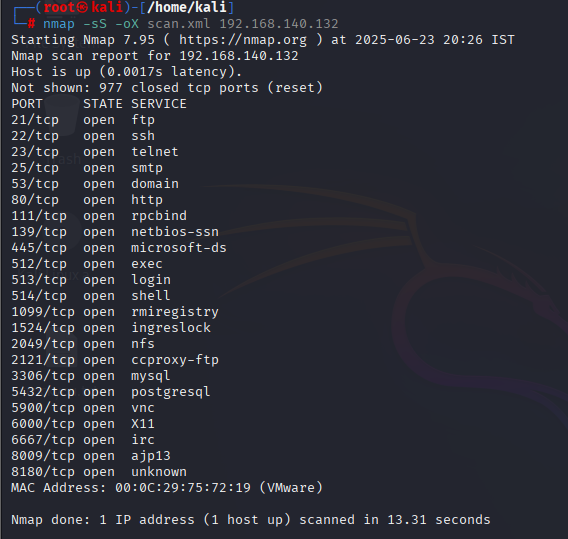 ┌──(root㉿kali)-[/home/kali]
└─# nmap -sS -oX scan.xml 192.168.140.132
Starting Nmap 7.95 ( https://nmap.org ) at 2025-06-23 20:26 IST
Nmap scan report for 192.168.140.132
Host is up (0.0017s latency).
Not shown: 977 closed tcp ports (reset)
PORT     STATE SERVICE
21/tcp   open  ftp
22/tcp   open  ssh
23/tcp   open  telnet
25/tcp   open  smtp
53/tcp   open  domain
80/tcp   open  http
111/tcp  open  rpcbind
139/tcp  open  netbios-ssn
445/tcp  open  microsoft-ds
512/tcp  open  exec
513/tcp  open  login
514/tcp  open  shell
1099/tcp open  rmiregistry
1524/tcp open  ingreslock
2049/tcp open  nfs
2121/tcp open  ccproxy-ftp
3306/tcp open  mysql
5432/tcp open  postgresql
5900/tcp open  vnc
6000/tcp open  X11
6667/tcp open  irc
8009/tcp open  ajp13
8180/tcp open  unknown
MAC Address: 00:0C:29:75:72:19 (VMware)
Nmap done: 1 IP address (1 host up) scanned in 13.31 seconds